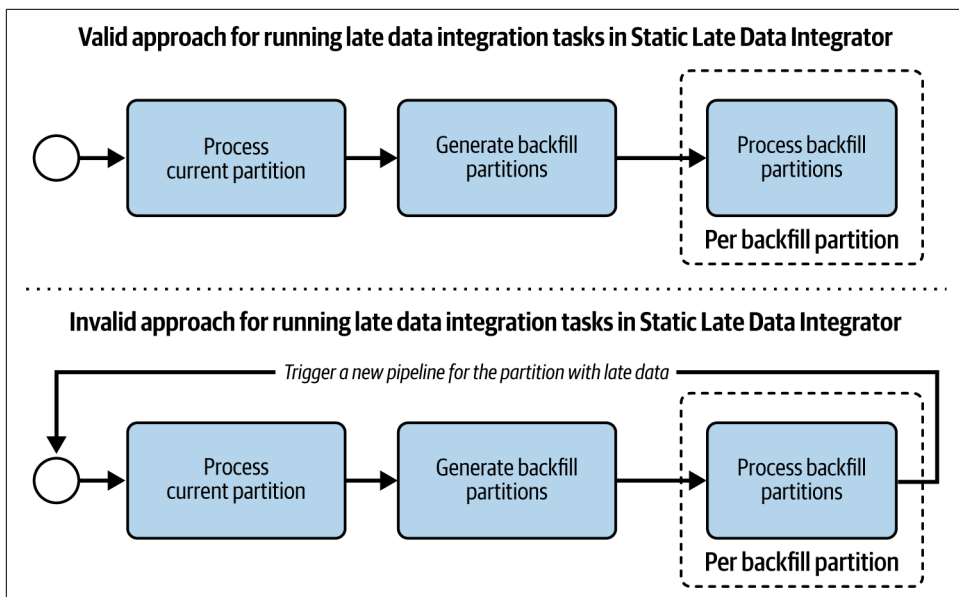 Valid approach for running late data integration tasks in Static Late Data Integrator
Process
current partition
Generate backfill
partitions
Process backfill
partitions
Per backfill partition
Invalid approach for running late data integration tasks in Static Late Data Integrator
Trigger a new pipeline for the partition with late data
Process
current partition
Generate backfill
partitions
Process backfill
partitions
Per backfill partition